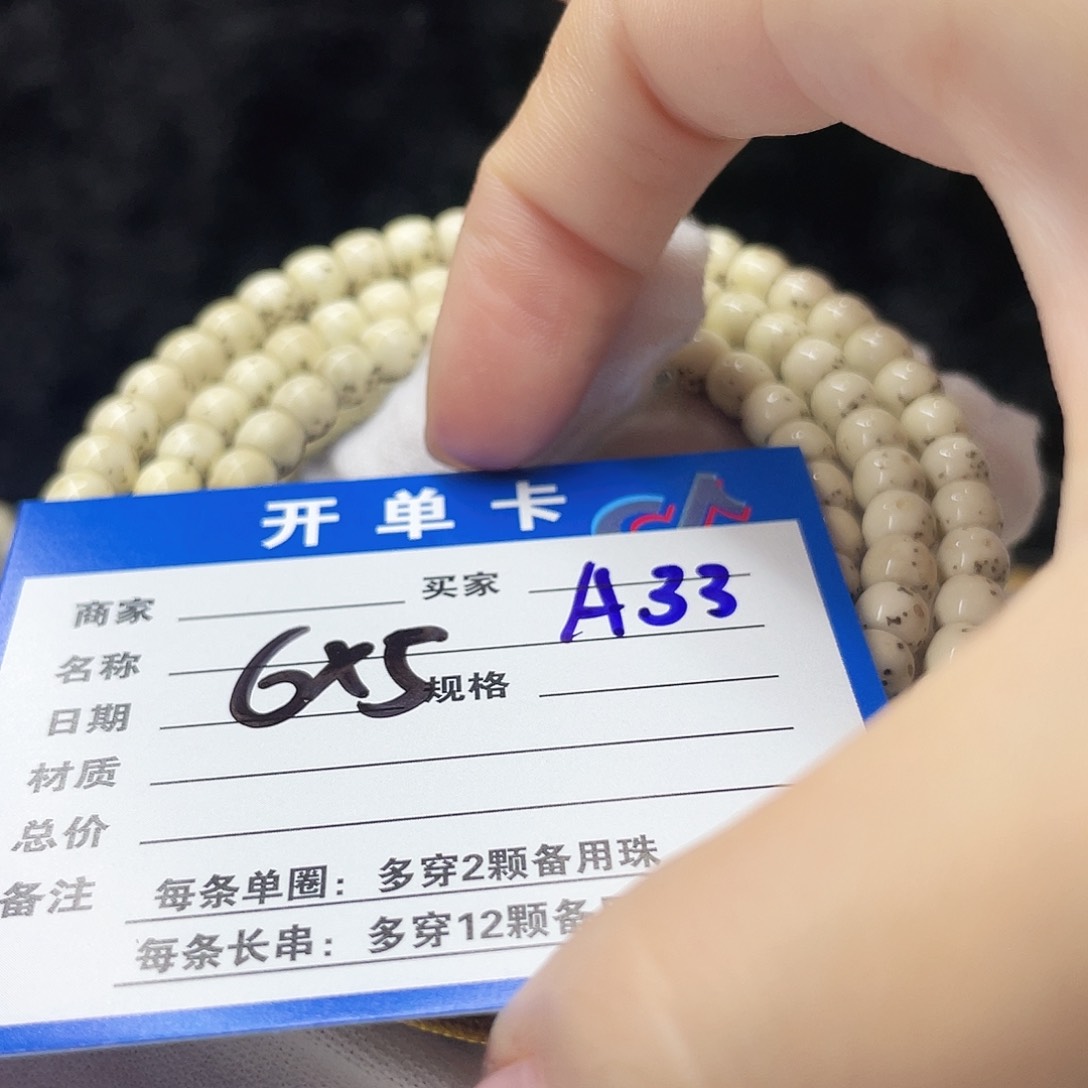 开单卡
商家 买家 A33
名称
6×5 规格
日期
材质
总价
备注 每条单圈：多穿2颗备用珠
每条长串：多穿12颗备